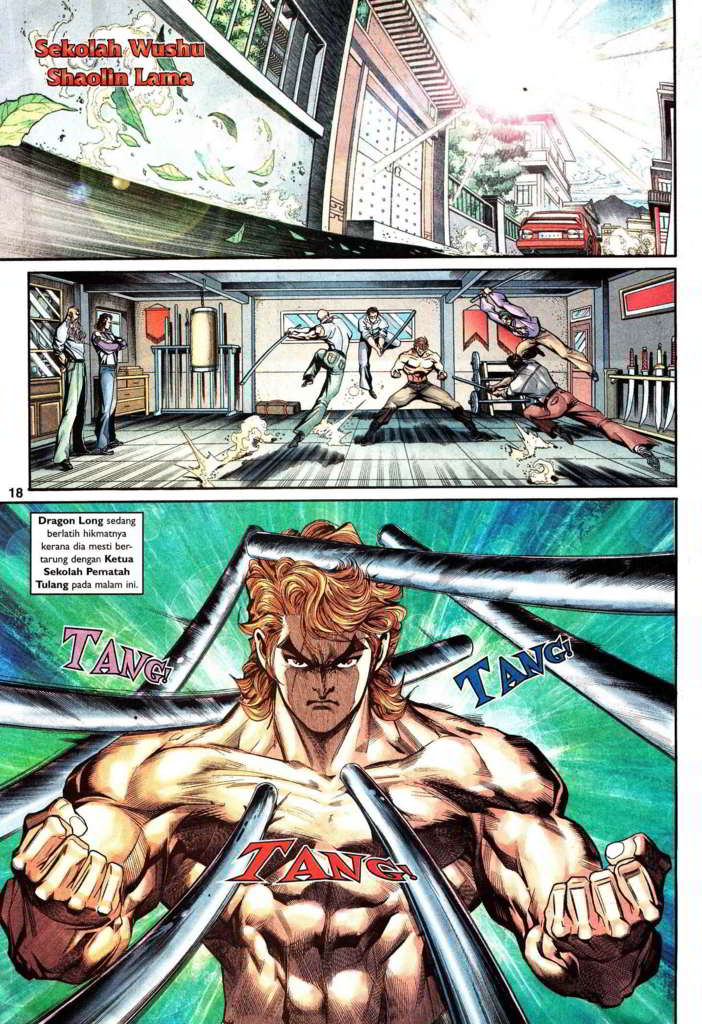 Sekolah Wushu
Shaolin Lama
18
Dragon Long sedang
berlatih hikmatnya
kerana dia mesti ber-
tarung dengan Ketua
Sekolah Pematah
Tulang pada malam ini.
TANG!
TANG!
TANG!